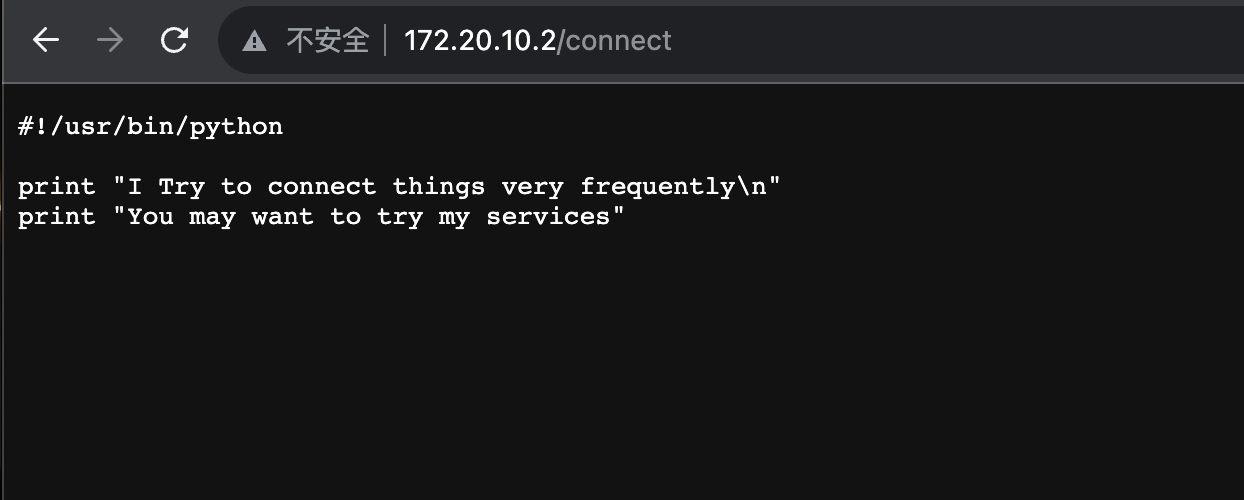 不安全 172.20.10.2/connect
#!/usr/bin/python
print "I Try to connect things very frequently\n"
print "You may want to try my services"